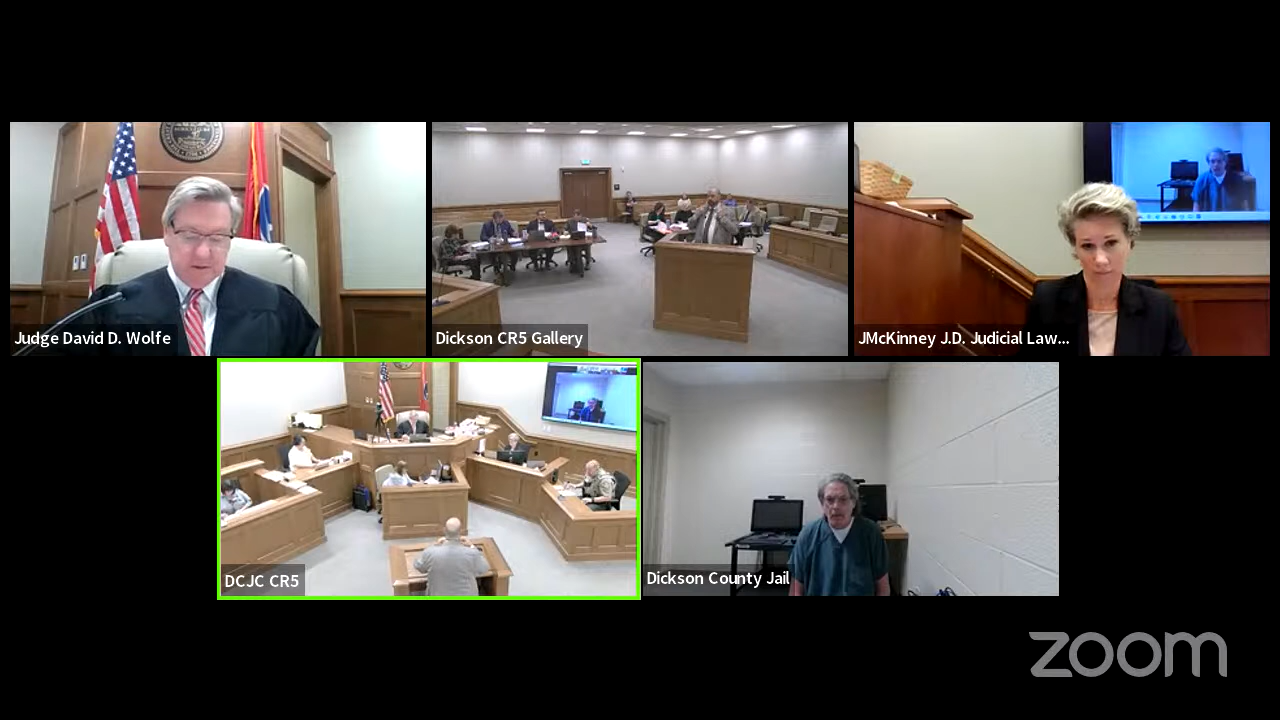 Judge David D. Wolfe
Dickson CR5 Gallery
JMcKinney J.D. Judicial Law...
DCJC CR5
Dickson County Jail
zoom